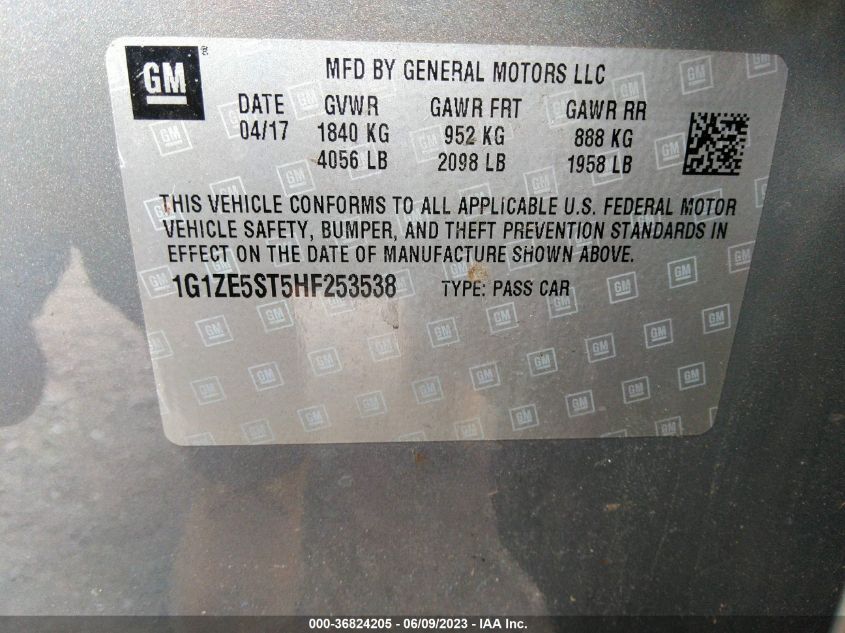 GM ®
MFD BY GENERAL MOTORS LLC
DATE GVWR GAWR FRT GAWR RR
04/17 1840 KG 952 KG 888 KG
4056 LB 2098 LB 1958 LB
THIS VEHICLE CONFORMS TO ALL APPLICABLE U.S. FEDERAL MOTOR
VEHICLE SAFETY, BUMPER, AND THEFT PREVENTION STANDARDS IN
EFFECT ON THE DATE OF MANUFACTURE SHOWN ABOVE.
1G1ZE5ST5HF253538 TYPE: PASS CAR
000-36824205 - 06/09/2023 - IAA Inc.